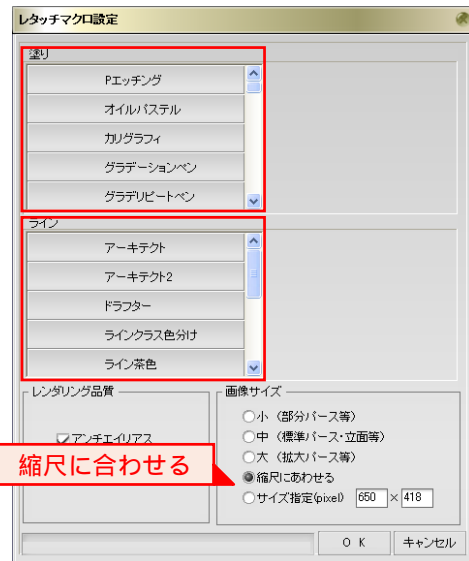 レタッチマクロ設定
塗り
Pエッチング
オイルパステル
カリグラフィ
グラデーションペン
グラデリピートペン
ライン
アーキテクト
アーキテクト2
ドラフター
ラインクラス色分け
ライン茶色
レンダリング品質
アンチエイリアス
画像サイズ
小（部分パース等）
中（標準パース・立面等）
大（拡大パース等）
縮尺にあわせる
サイズ指定(pixel) 650 × 418
縮尺に合わせる
ＯＫ キャンセル